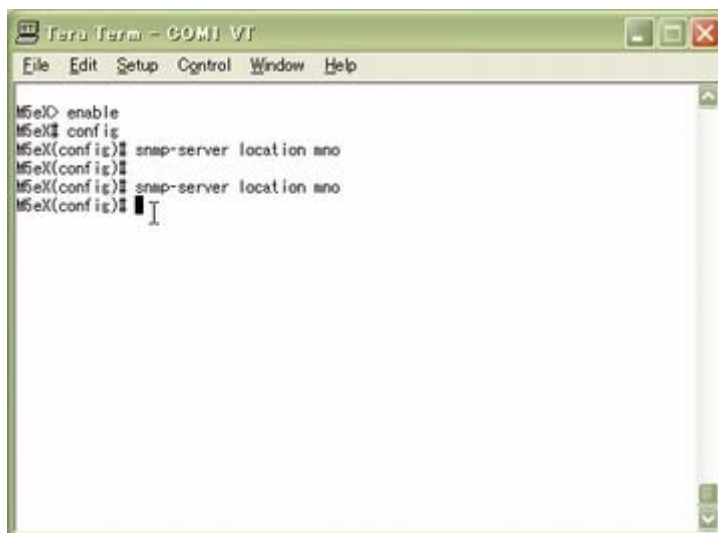 Tera Term - COM1 VT
File Edit Setup Control Window Help
M5eX> enable
M5eX# config
M5eX(config)# snmp-server location mno
M5eX(config)#
M5eX(config)# snmp-server location mno
M5eX(config)#